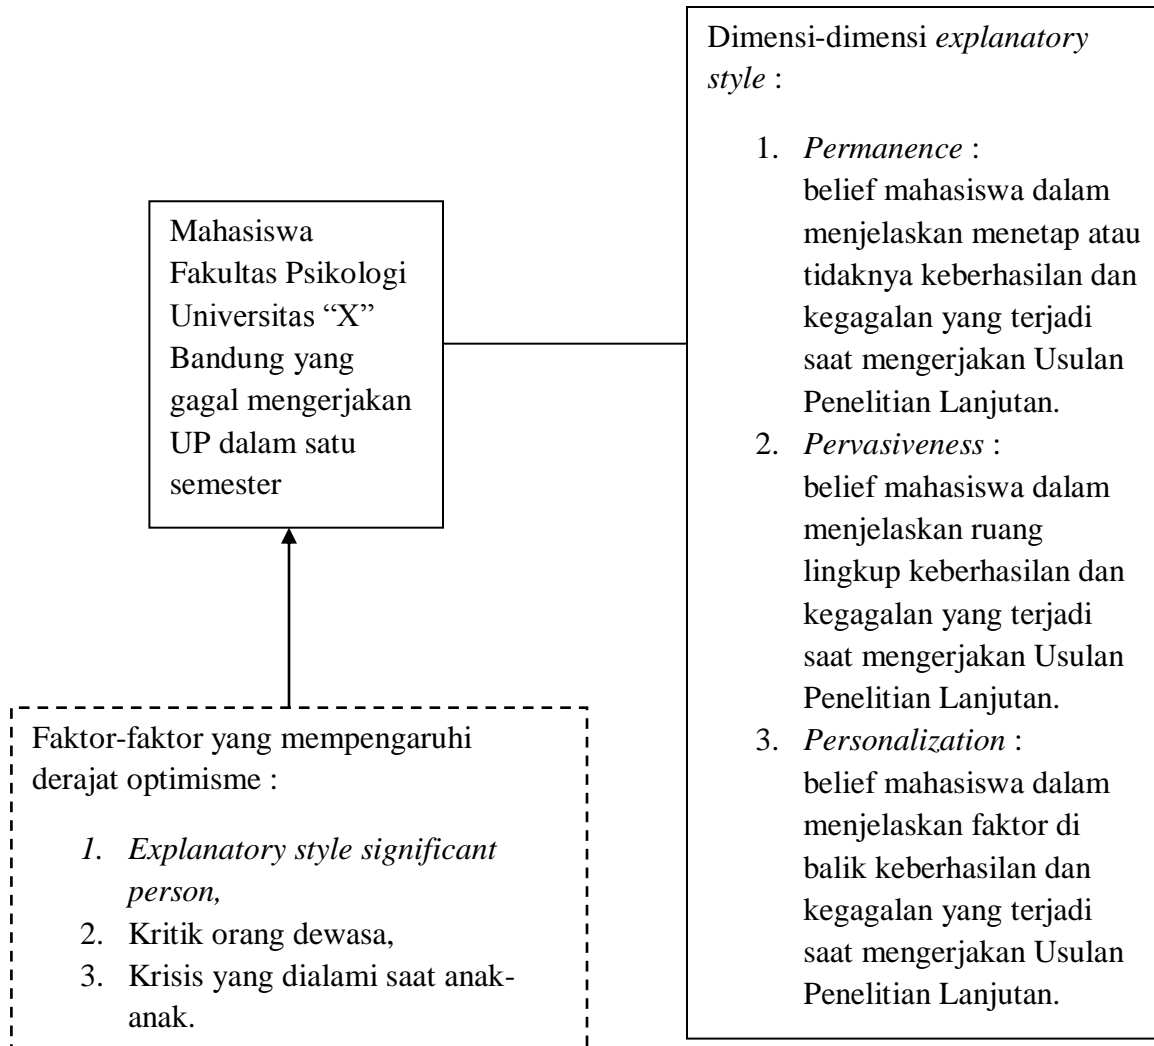 Mahasiswa
Fakultas Psikologi
Universitas “X”
Bandung yang
gagal mengerjakan
UP dalam satu
semester
Dimensi-dimensi explanatory
style :
1. Permanence :
belief mahasiswa dalam
menjelaskan menetap atau
tidaknya keberhasilan dan
kegagalan yang terjadi
saat mengerjakan Usulan
Penelitian Lanjutan.
2. Pervasiveness :
belief mahasiswa dalam
menjelaskan ruang
lingkup keberhasilan dan
kegagalan yang terjadi
saat mengerjakan Usulan
Penelitian Lanjutan.
3. Personalization :
belief mahasiswa dalam
menjelaskan faktor di
balik keberhasilan dan
kegagalan yang terjadi
saat mengerjakan Usulan
Penelitian Lanjutan.
Faktor-faktor yang mempengaruhi
derajat optimisme :
1. Explanatory style significant
person,
2. Kritik orang dewasa,
3. Krisis yang dialami saat anak-
anak.